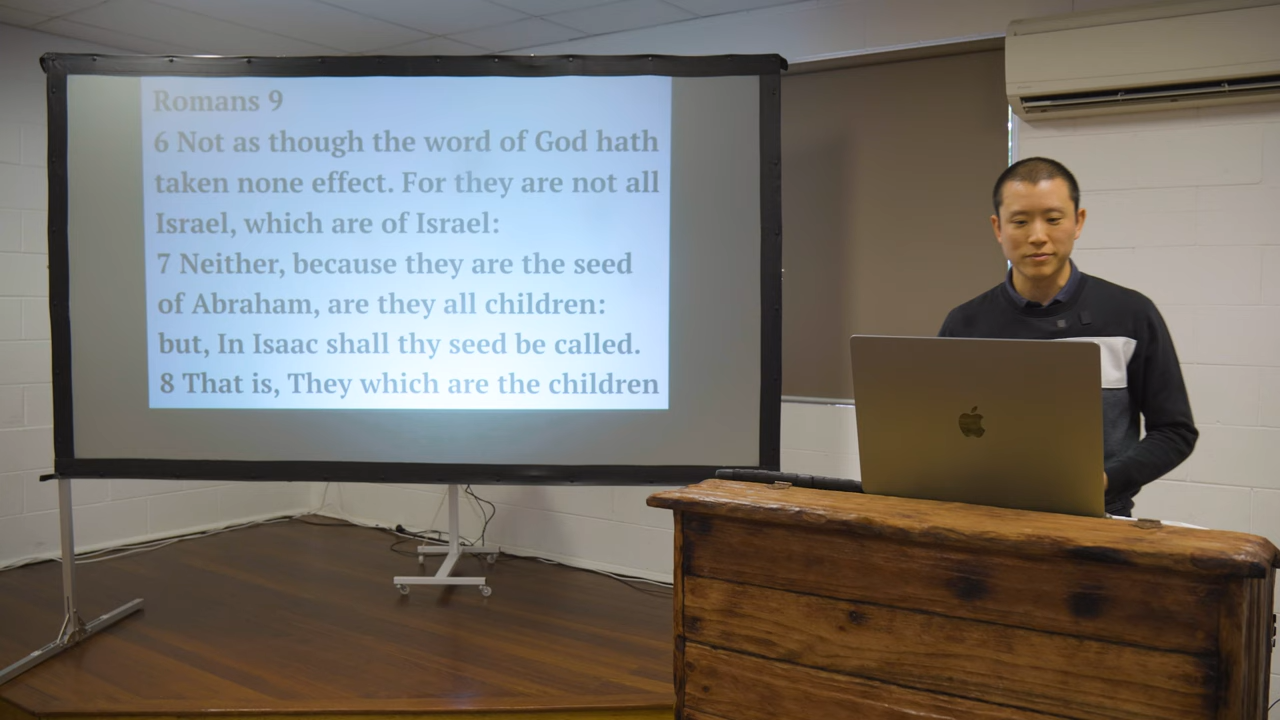 Romans 9
6 Not as though the word of God hath
taken none effect. For they are not all
Israel, which are of Israel:
7 Neither, because they are the seed
of Abraham, are they all children:
but, In Isaac shall thy seed be called.
8 That is, They which are the children